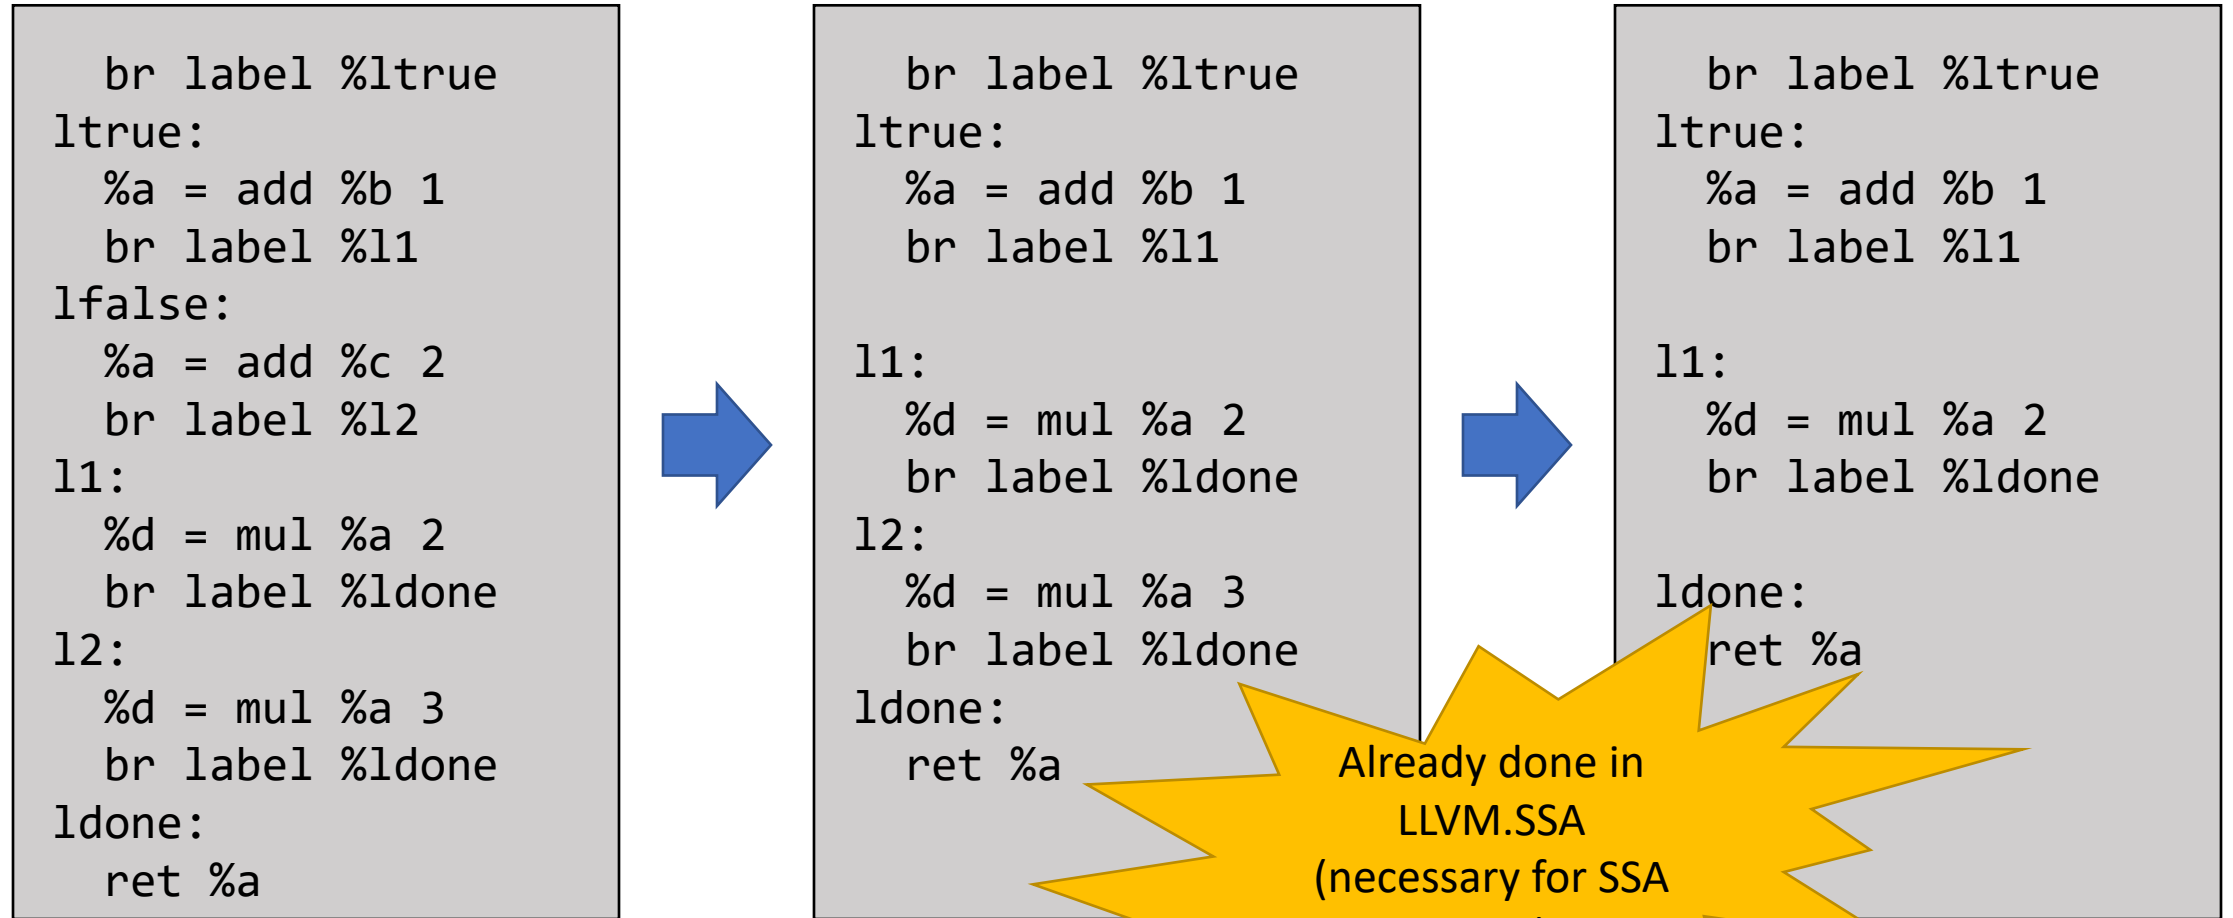 br label %ltrue
ltrue:
%a = add %b 1
br label %l1
lfalse:
%a = add %c 2
br label %l2
l1:
%d = mul %a 2
br label %ldone
l2:
%d = mul %a 3
br label %ldone
ldone:
ret %a
br label %ltrue
ltrue:
%a = add %b 1
br label %l1
l1:
%d = mul %a 2
br label %ldone
l2:
%d = mul %a 3
br label %ldone
ldone:
ret %a
br label %ltrue
ltrue:
%a = add %b 1
br label %l1
l1:
%d = mul %a 2
br label %ldone
ldone:
ret %a
Already done in
LLVM.SSA
(necessary for SSA